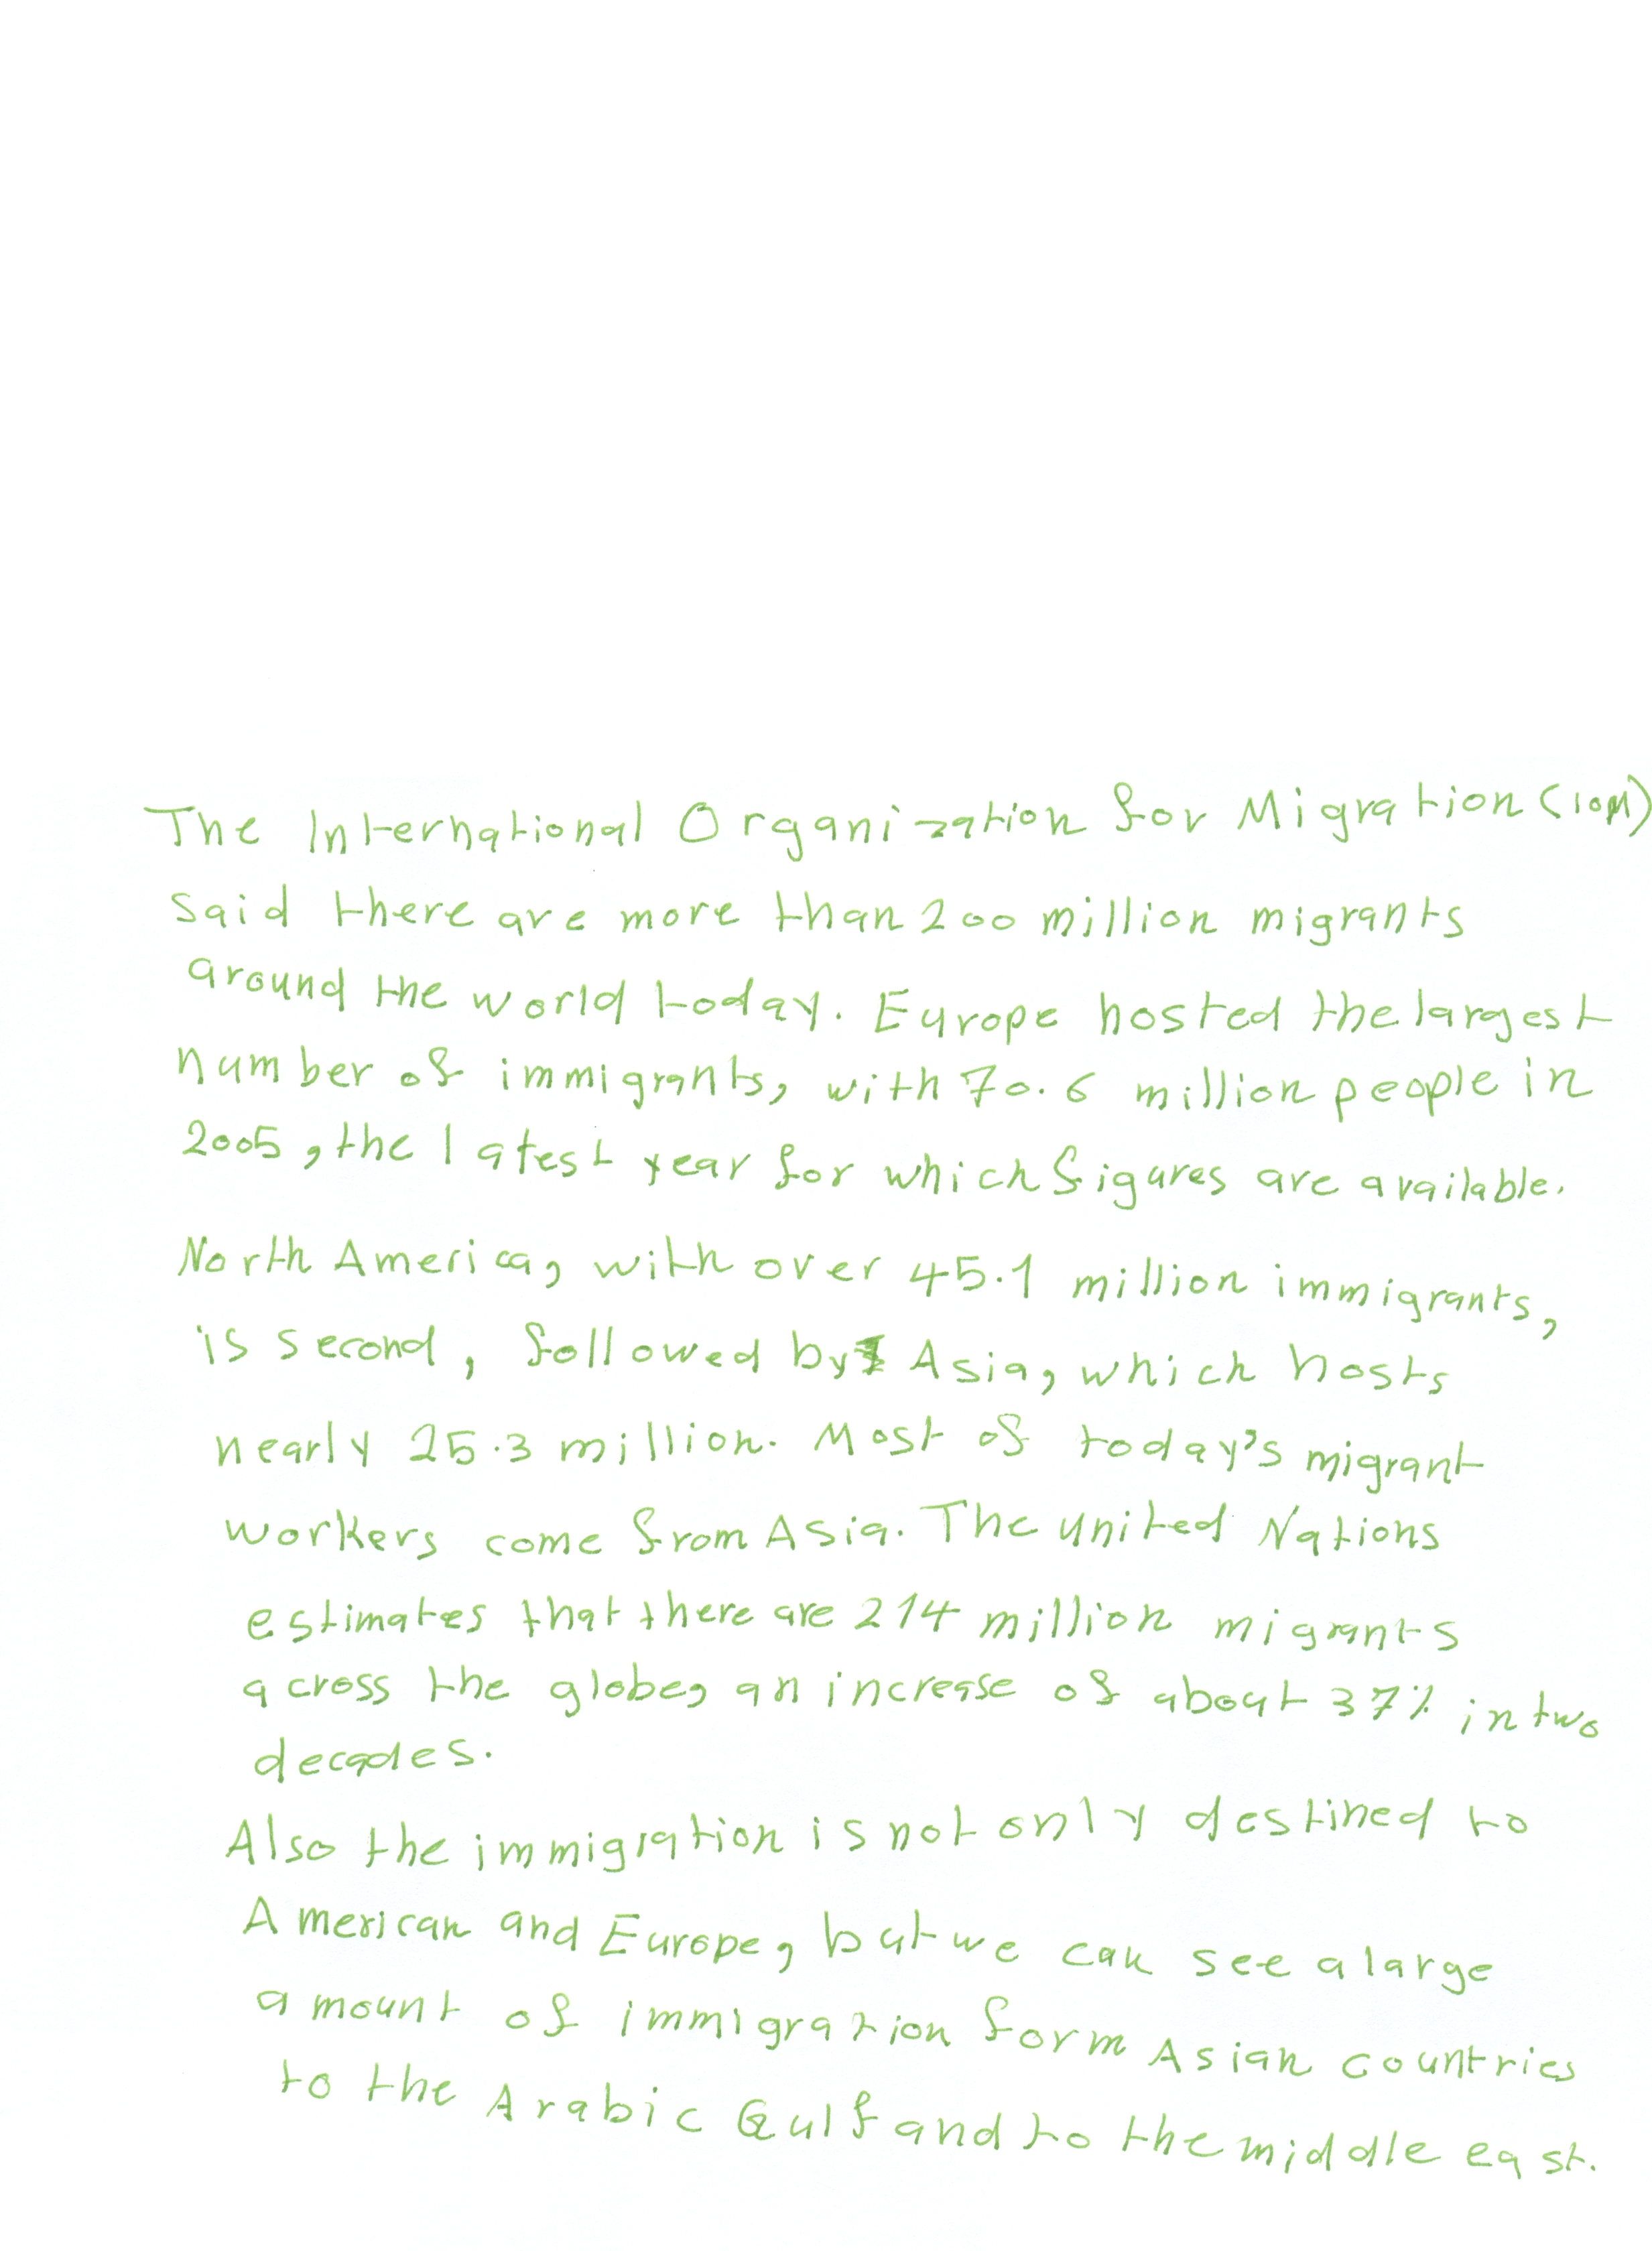 The International Organization for Migration (IOM)
said there are more than 200 million migrants
around the world today. Europe hosted the largest
number of immigrants, with 70.6 million people in
2005, the latest year for which figures are available.
North America, with over 45.1 million immigrants,
is second, followed by Asia, which hosts
nearly 25.3 million. Most of today's migrant
workers come from Asia. The united Nations
estimates that there are 214 million migrants
across the globe, an increase of about 37% in two
decades.
Also the immigration is not only destined to
American and Europe, but we can see a large
amount of immigration form Asian countries
to the Arabic Gulf and to the middle east.